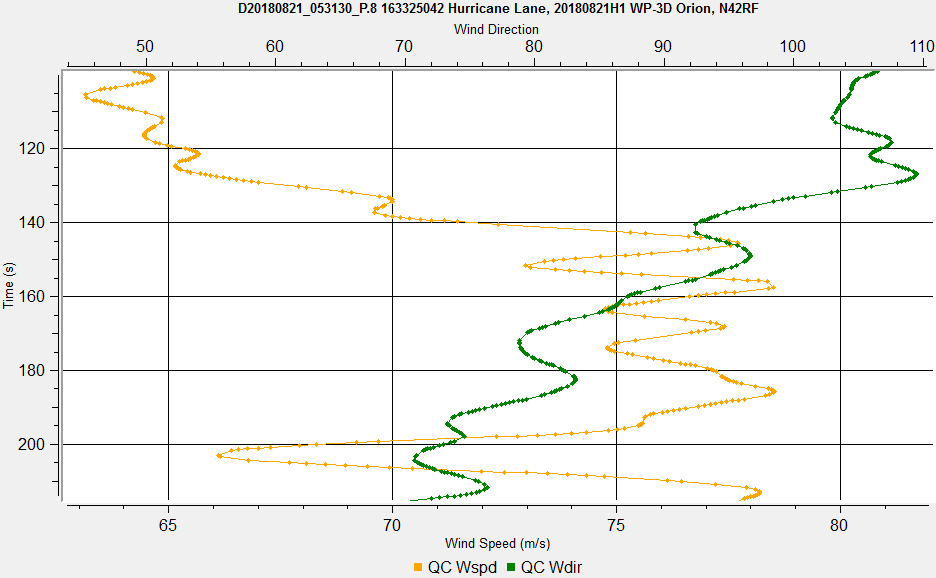 D20180821_053130_P.8 163325042 Hurricane Lane, 20180821H1 WP-3D Orion, N42RF
Wind Direction
50 60 70 80 90 100 110
Time (s)
120
140
160
180
200
65 70 75 80
Wind Speed (m/s)
QC Wspd QC Wdir